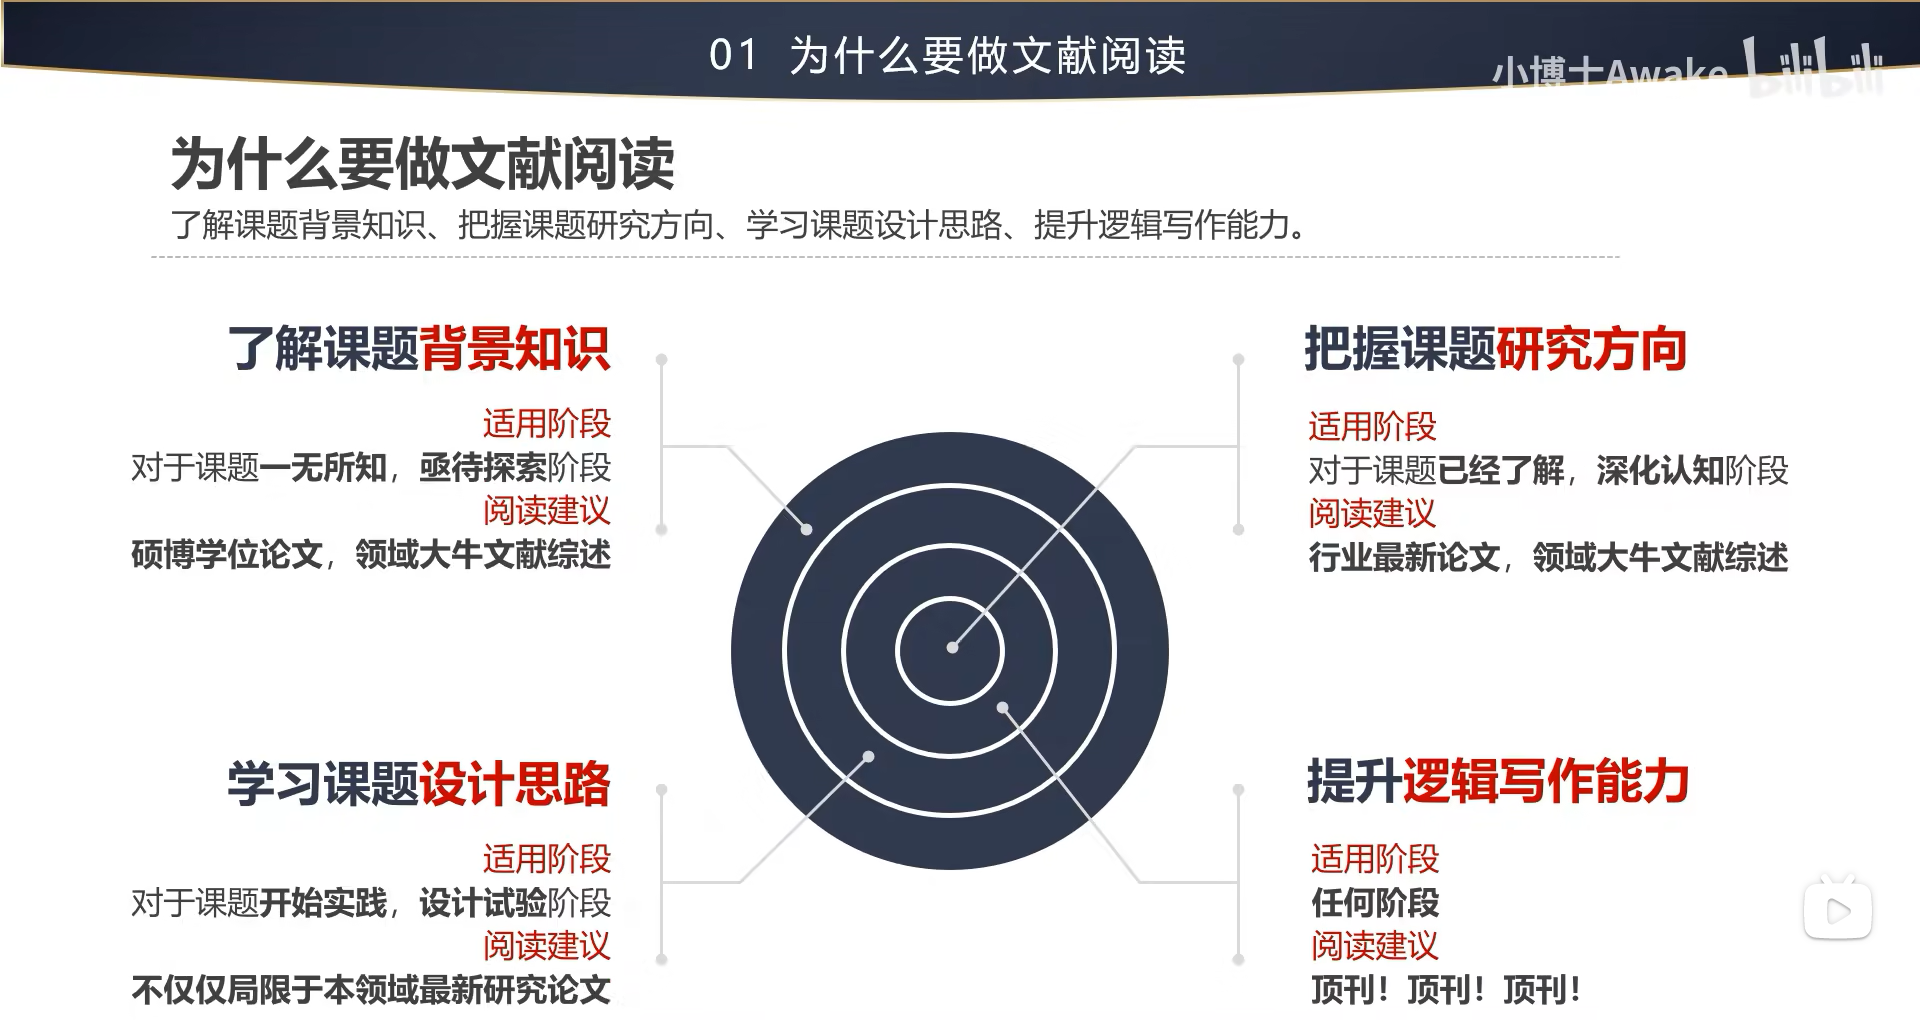 01 为什么要做文献阅读
小博士Awake bilibili
为什么要做文献阅读
了解课题背景知识、把握课题研究方向、学习课题设计思路、提升逻辑写作能力。
了解课题背景知识
适用阶段
对于课题一无所知，亟待探索阶段
阅读建议
硕博学位论文，领域大牛文献综述
把握课题研究方向
适用阶段
对于课题已经了解，深化认知阶段
阅读建议
行业最新论文，领域大牛文献综述
学习课题设计思路
适用阶段
对于课题开始实践，设计试验阶段
阅读建议
不仅仅局限于本领域最新研究论文
提升逻辑写作能力
适用阶段
任何阶段
阅读建议
顶刊！顶刊！顶刊！